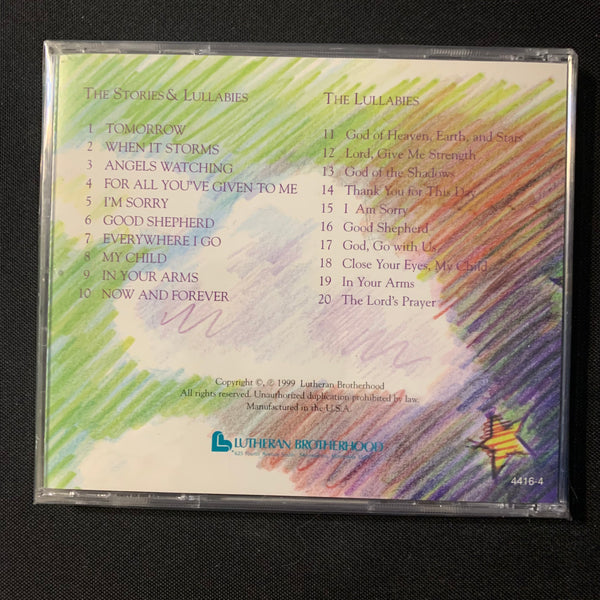 THE STORIES & LULLABIES
1 TOMORROW
2 WHEN IT STORMS
3 ANGELS WATCHING
4 FOR ALL YOU'VE GIVEN TO ME
5 I'M SORRY
6 GOOD SHEPHERD
7 EVERYWHERE I GO
8 MY CHILD
9 IN YOUR ARMS
10 NOW AND FOREVER
THE LULLABIES
11 God of Heaven, Earth, and Stars
12 Lord, Give Me Strength
13 God of the Shadows
14 Thank You for This Day
15 I Am Sorry
16 Good Shepherd
17 God, Go with Us
18 Close Your Eyes, My Child
19 In Your Arms
20 The Lord's Prayer
Copyright ©, ℗ 1999 Lutheran Brotherhood
All rights reserved. Unauthorized duplication prohibited by law.
Manufactured in the U.S.A.
LUTHERAN BROTHERHOOD
4416-4